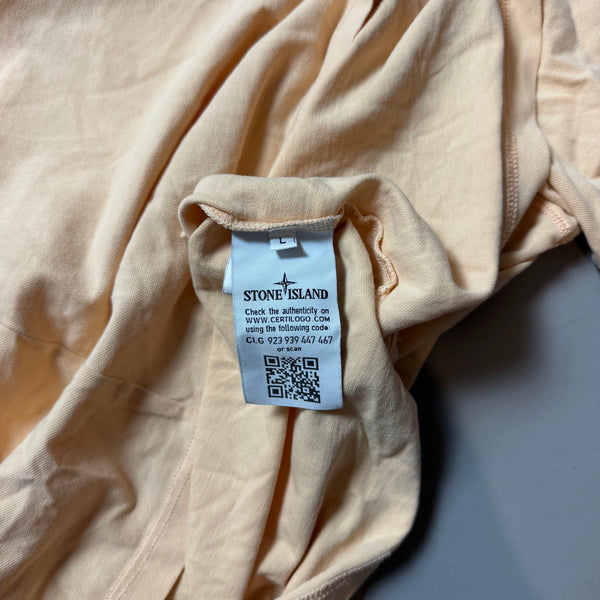 L
STONE ISLAND
Check the authenticity on
WWW.CERTILOGO.COM
using the following code:
CLG 923 939 447 467
or scan